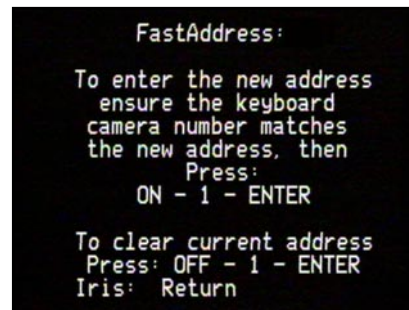 FastAddress:
To enter the new address
ensure the keyboard
camera number matches
the new address, then
Press:
ON - 1 - ENTER
To clear current address
Press: OFF - 1 - ENTER
Iris: Return